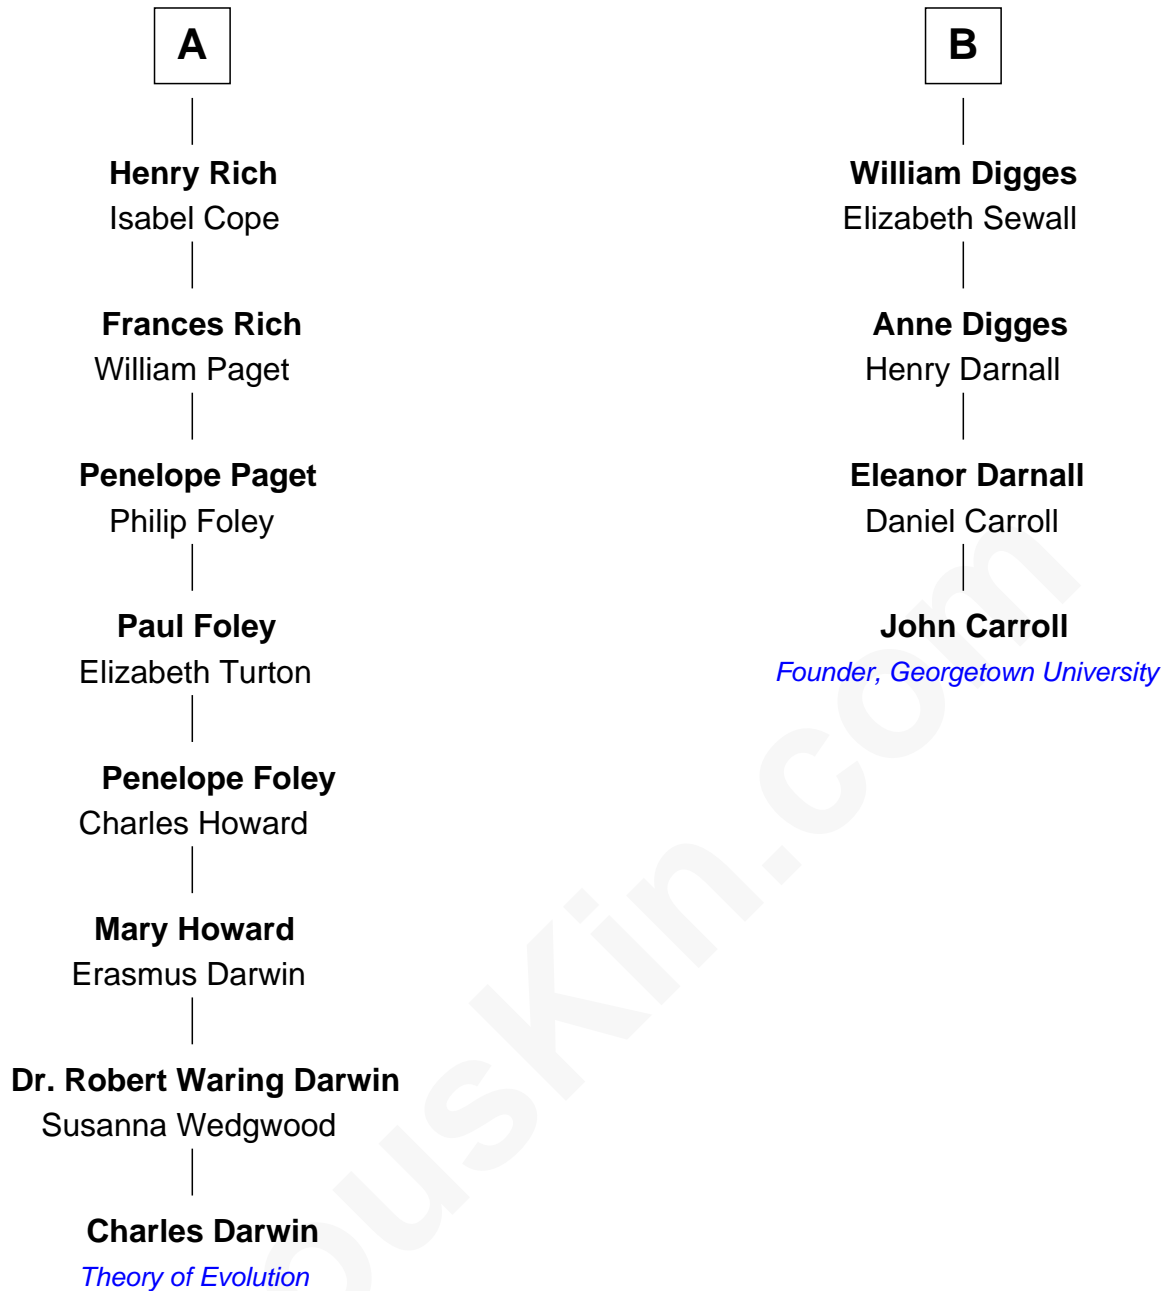 A
Henry Rich
Isabel Cope
Frances Rich
William Paget
Penelope Paget
Philip Foley
Paul Foley
Elizabeth Turton
Penelope Foley
Charles Howard
Mary Howard
Erasmus Darwin
Dr. Robert Waring Darwin
Susanna Wedgwood
Charles Darwin
Theory of Evolution
B
William Digges
Elizabeth Sewall
Anne Digges
Henry Darnall
Eleanor Darnall
Daniel Carroll
John Carroll
Founder, Georgetown University
ousKin.com